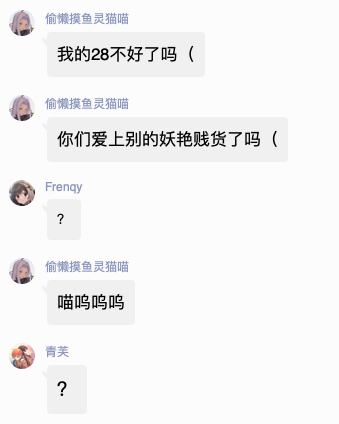 偷懒摸鱼灵猫喵
我的28不好了吗（
偷懒摸鱼灵猫喵
你们爱上别的妖艳贱货了吗（
Frenqy
?
偷懒摸鱼灵猫喵
喵呜呜呜
青芙
？